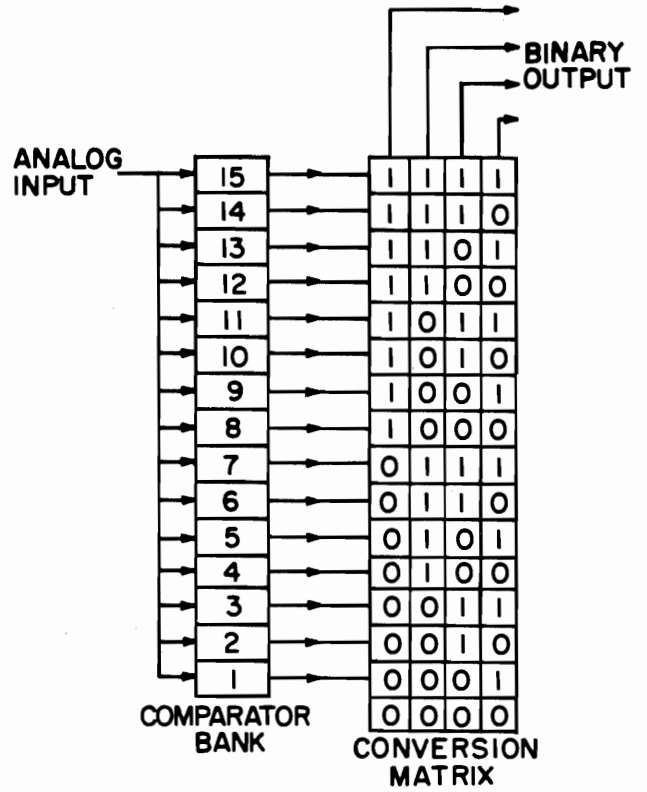 BINARY
OUTPUT
ANALOG
INPUT
15 1 1 1 1
14 1 1 1 0
13 1 1 0 1
12 1 1 0 0
11 1 0 1 1
10 1 0 1 0
9 1 0 0 1
8 1 0 0 0
7 0 1 1 1
6 0 1 1 0
5 0 1 0 1
4 0 1 0 0
3 0 0 1 1
2 0 0 1 0
1 0 0 0 1
0 0 0 0
COMPARATOR
BANK
CONVERSION
MATRIX